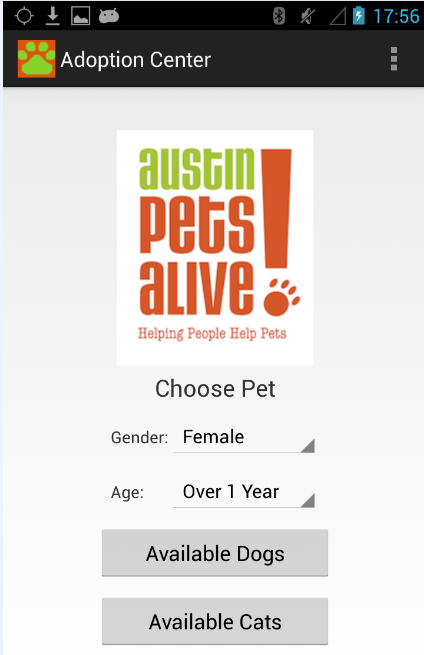 17:56
Adoption Center
austin
pets
alive!
Helping People Help Pets
Choose Pet
Gender: Female
Age: Over 1 Year
Available Dogs
Available Cats